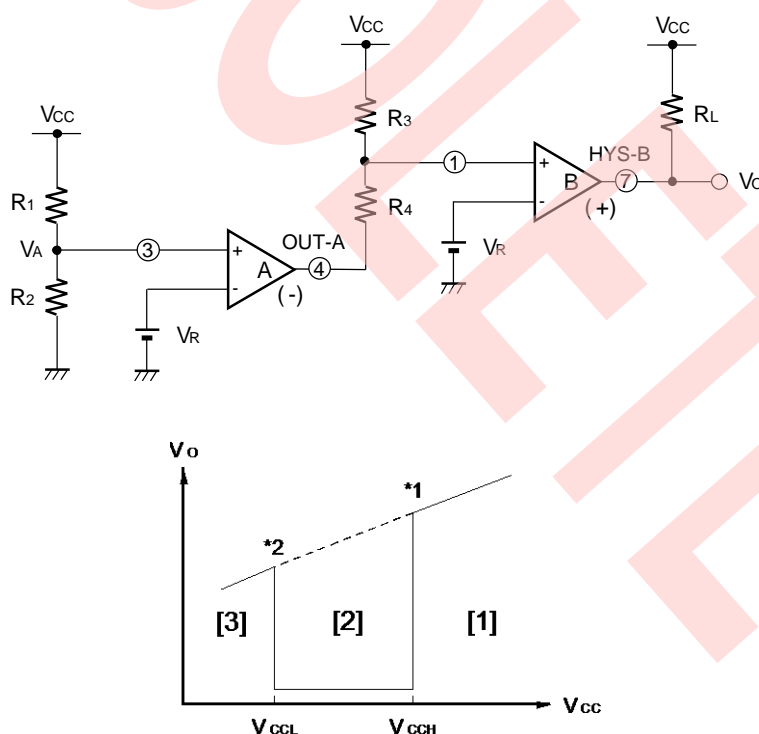 VCC
VCC
VCC
R3
RL
R1
1
+
HYS-B
B
7
VO
-
(+)
R4
VA
3
+
OUT-A
A
4
VR
R2
-
(-)
VR
VO
*1
*2
[3]
[2]
[1]
VCC
VCCL
VCCH